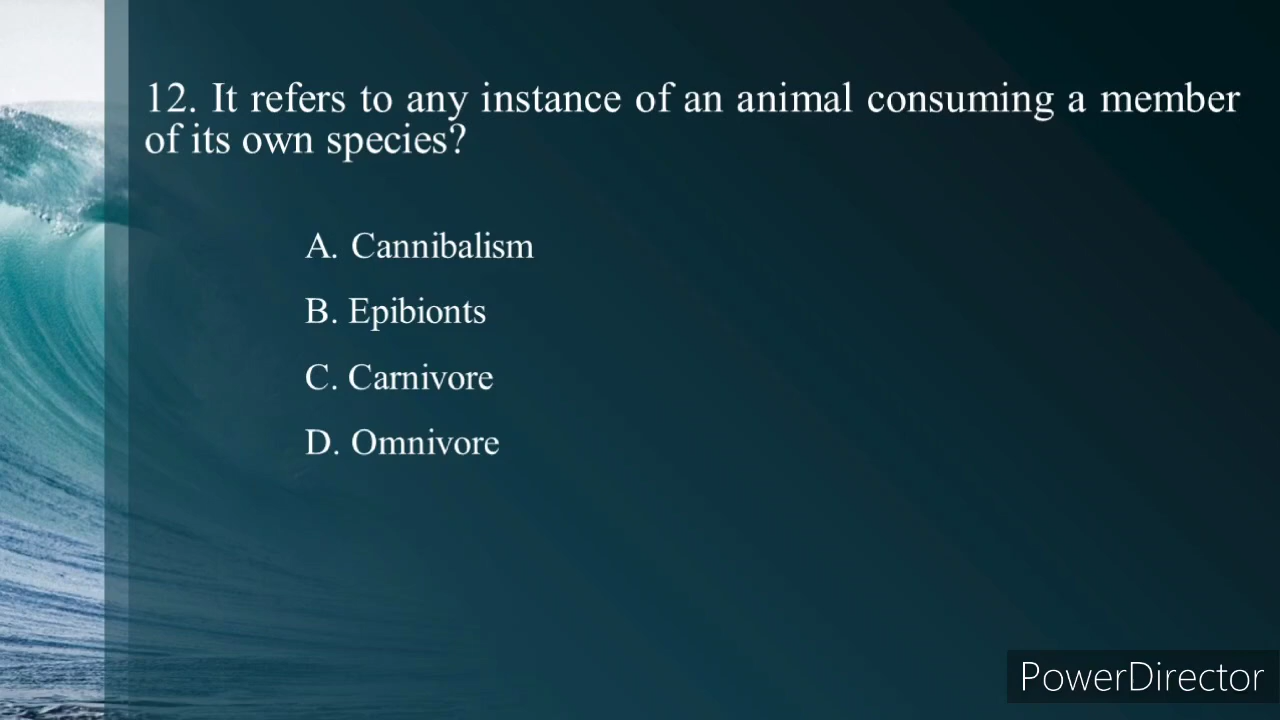 12. It refers to any instance of an animal consuming a member
of its own species?
A. Cannibalism
B. Epibionts
C. Carnivore
D. Omnivore
PowerDirector